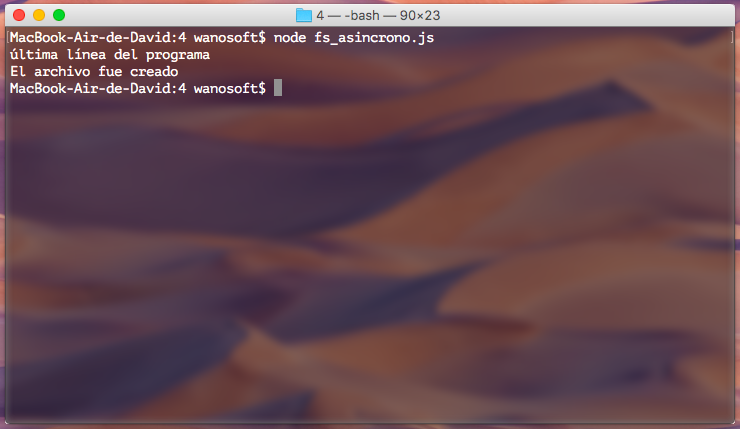 4 — -bash — 90×23
MacBook-Air-de-David:4 wanosoft$ node fs_asincrono.js
última línea del programa
El archivo fue creado
MacBook-Air-de-David:4 wanosoft$